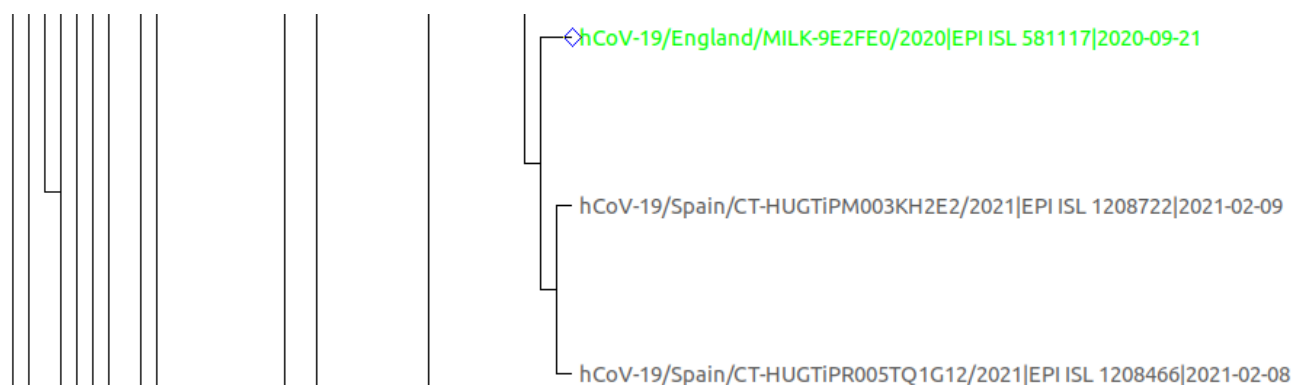 hCoV-19/England/MILK-9E2FE0/2020|EPI ISL 581117|2020-09-21
hCoV-19/Spain/CT-HUGTiPM003KH2E2/2021|EPI ISL 1208722|2021-02-09
hCoV-19/Spain/CT-HUGTiPR005TQ1G12/2021|EPI ISL 1208466|2021-02-08